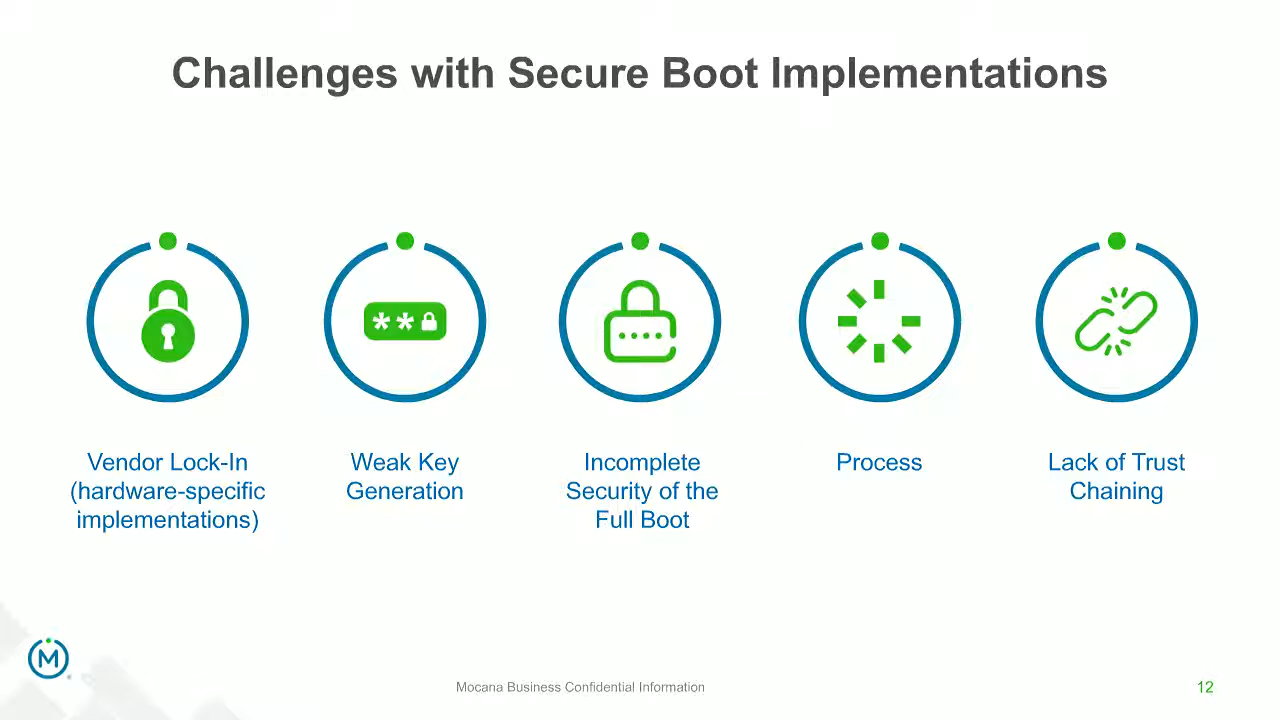 Challenges with Secure Boot Implementations
**
Vendor Lock-In
(hardware-specific
implementations)
Weak Key
Generation
Incomplete
Security of the
Full Boot
Process
Lack of Trust
Chaining
M
Mocana Business Confidential Information
12